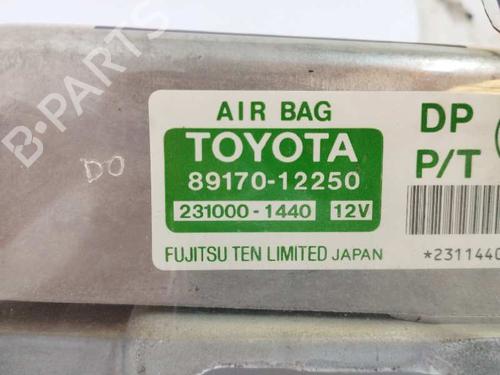 B-PARTS
AIR BAG
TOYOTA
89170-12250
231000-1440 12V
FUJITSU TEN LIMITED JAPAN
DP
P/T
*2311440
DO